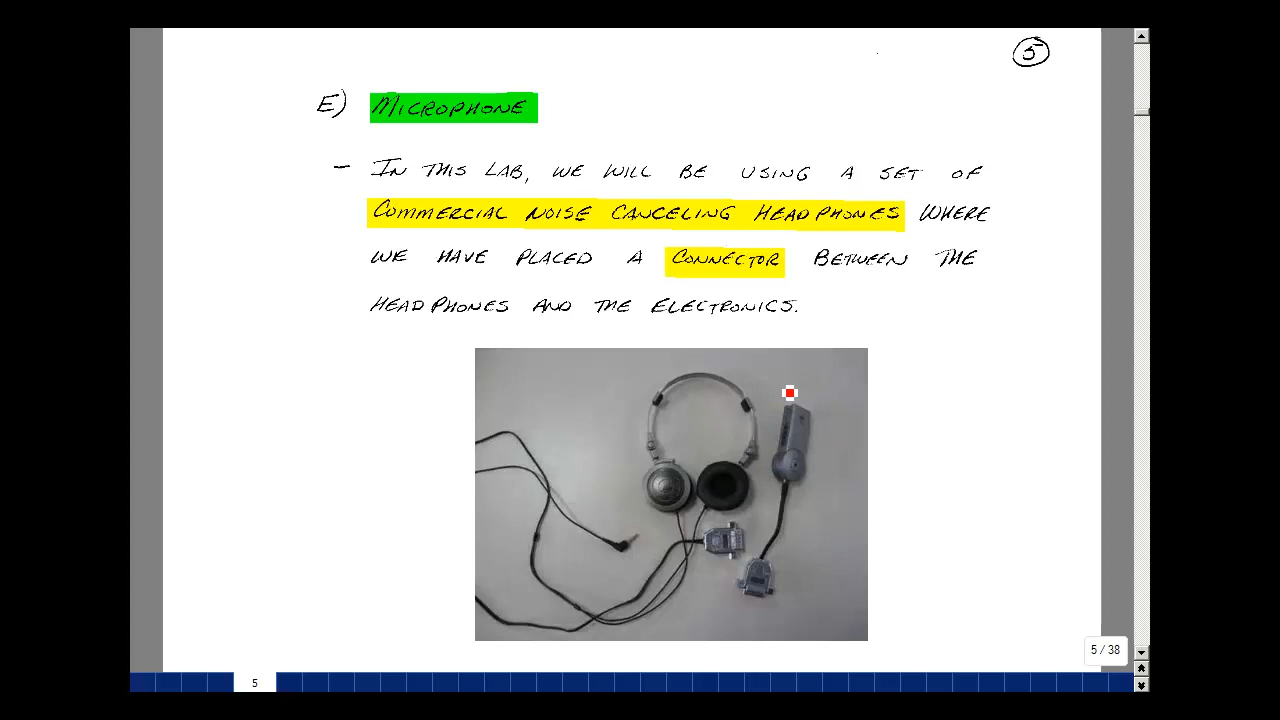 5
E) MICROPHONE
- IN THIS LAB, WE WILL BE USING A SET OF
COMMERCIAL NOISE CANCELING HEADPHONES WHERE
WE HAVE PLACED A CONNECTOR BETWEEN THE
HEADPHONES AND THE ELECTRONICS.
5 / 38
5